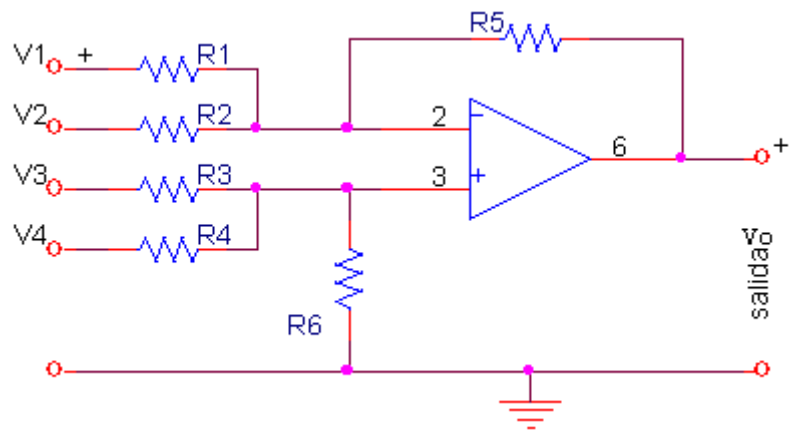 R5
V1 + R1
V2 R2 2 -
V3 R3 3 + 6 +
V4 R4
Vo
salida
R6